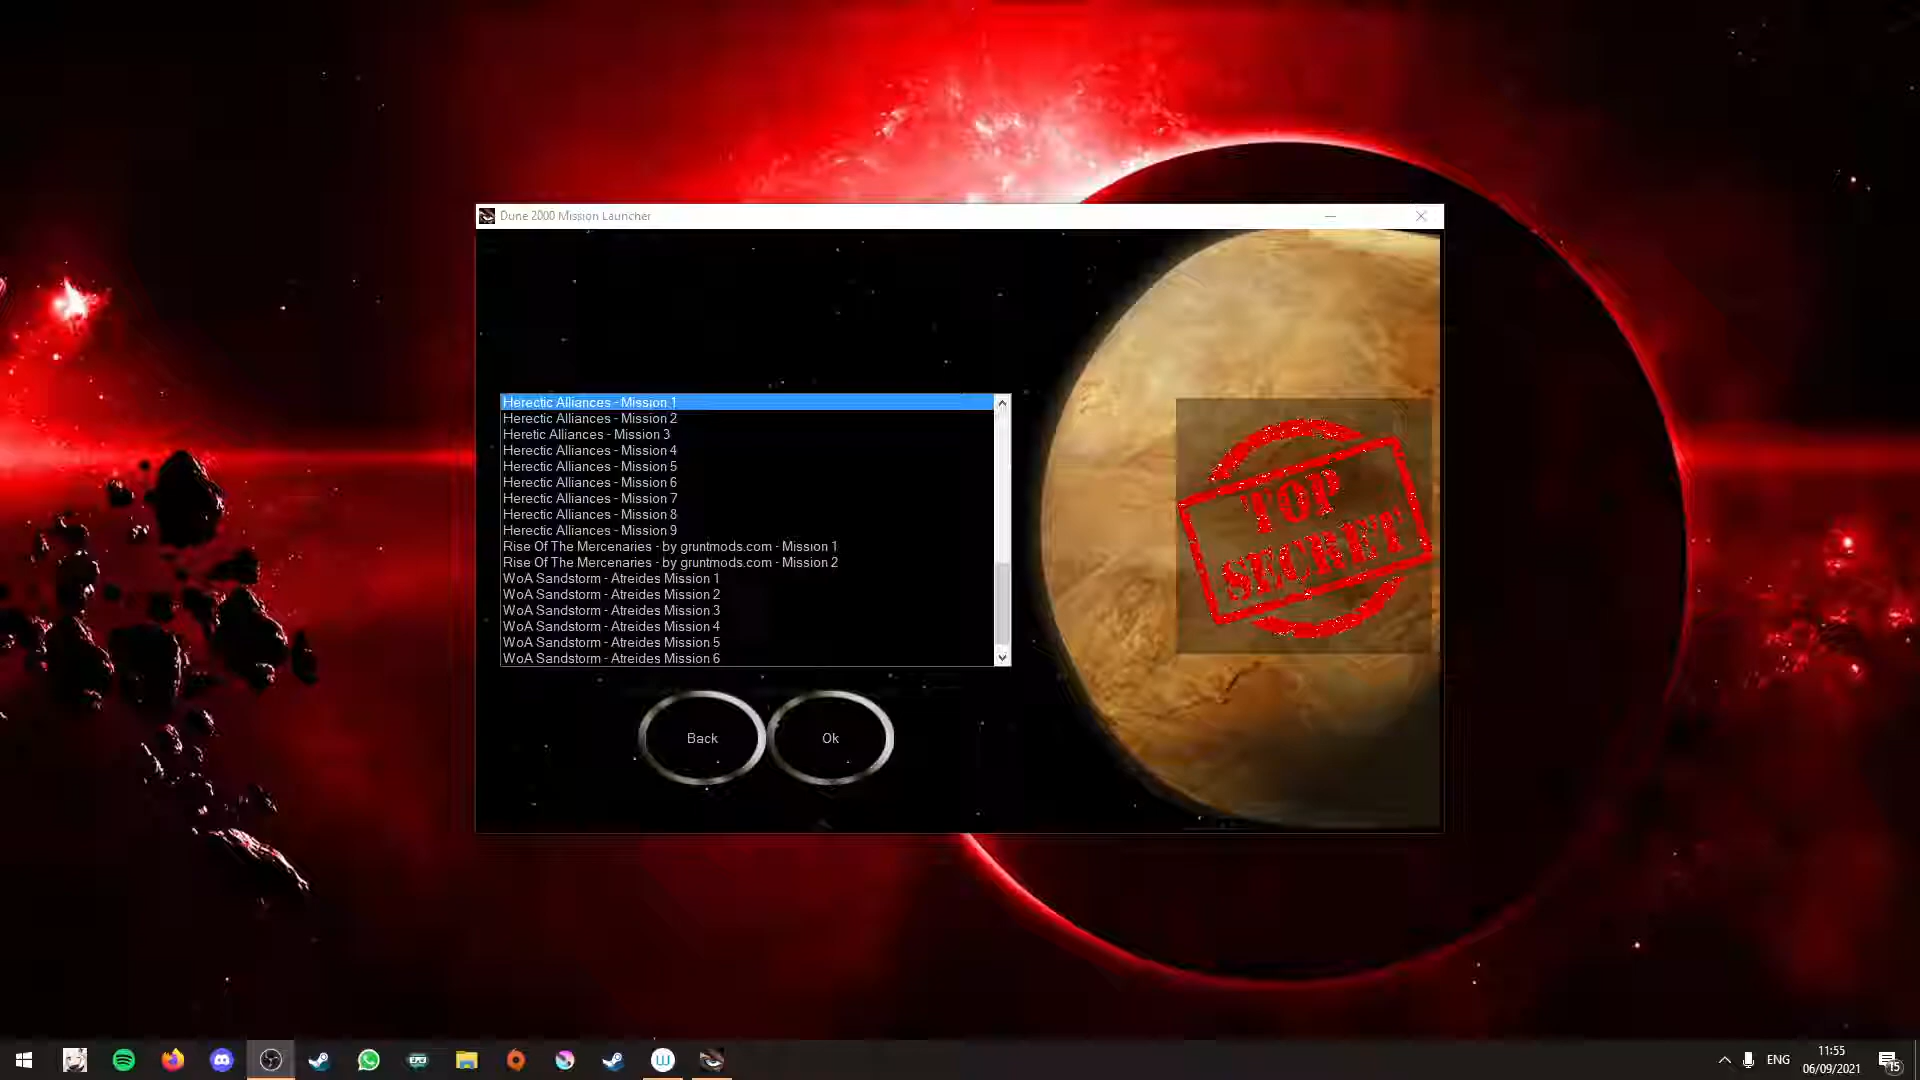 Dune 2000 Mission Launcher
Herectic Alliances - Mission 1
Herectic Alliances - Mission 2
Heretic Alliances - Mission 3
Herectic Alliances - Mission 4
Herectic Alliances - Mission 5
Herectic Alliances - Mission 6
Herectic Alliances - Mission 7
Herectic Alliances - Mission 8
Herectic Alliances - Mission 9
Rise Of The Mercenaries - by gruntmods.com - Mission 1
Rise Of The Mercenaries - by gruntmods.com - Mission 2
WoA Sandstorm - Atreides Mission 1
WoA Sandstorm - Atreides Mission 2
WoA Sandstorm - Atreides Mission 3
WoA Sandstorm - Atreides Mission 4
WoA Sandstorm - Atreides Mission 5
WoA Sandstorm - Atreides Mission 6
TOP
SECRET
Back
Ok
ENG
11:55
06/09/2021
15